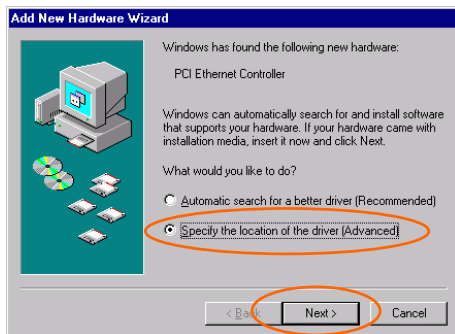 Add New Hardware Wizard
Windows has found the following new hardware:
PCI Ethernet Controller
Windows can automatically search for and install software
that supports your hardware. If your hardware came with
installation media, insert it now and click Next.
What would you like to do?
Automatic search for a better driver (Recommended)
Specify the location of the driver (Advanced)
< Back Next > Cancel